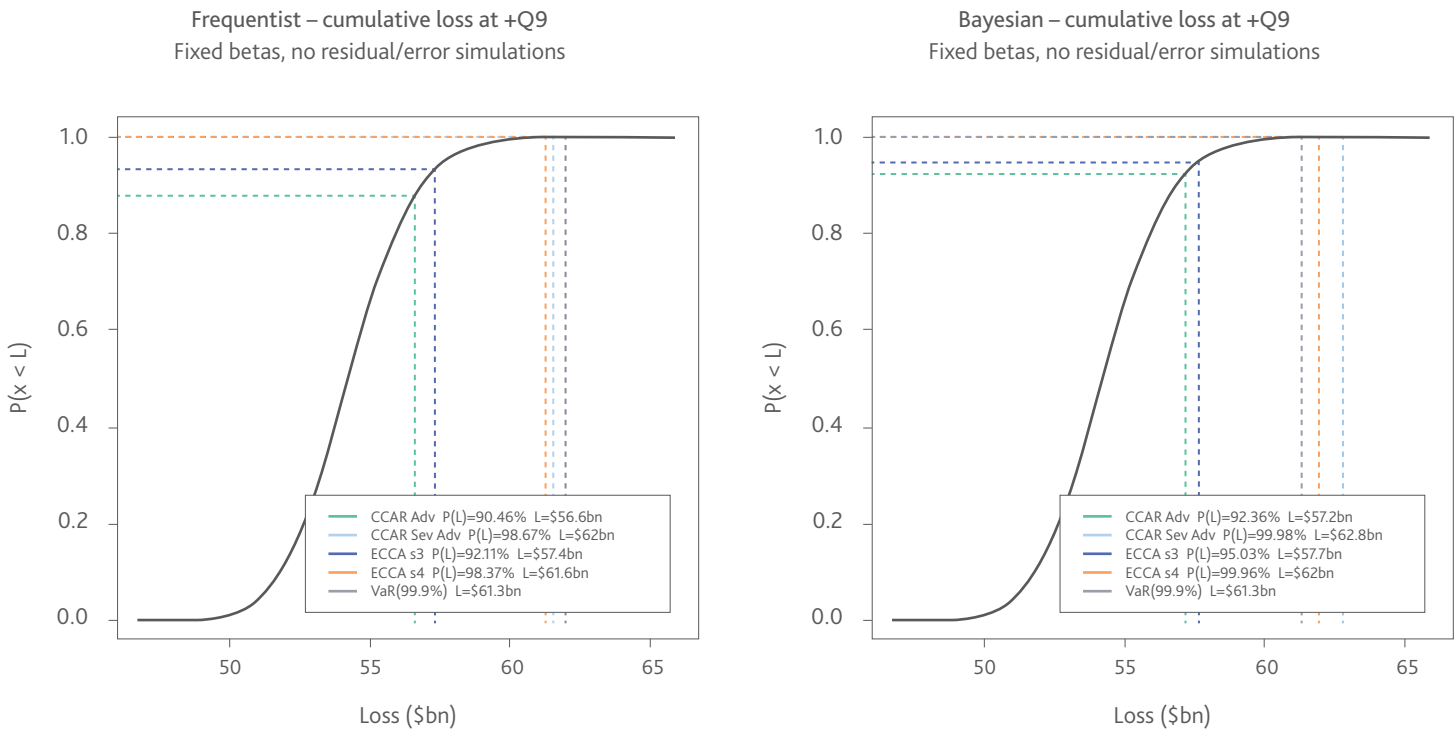 Frequentist – cumulative loss at +Q9
Fixed betas, no residual/error simulations
P(x < L)
1.0
0.8
0.6
0.4
0.2
0.0
CCAR Adv P(L)=90.46% L=$56.6bn
CCAR Sev Adv P(L)=98.67% L=$62bn
ECCA s3 P(L)=92.11% L=$57.4bn
ECCA s4 P(L)=98.37% L=$61.6bn
VaR(99.9%) L=$61.3bn
50 55 60 65
Loss ($bn)
Bayesian – cumulative loss at +Q9
Fixed betas, no residual/error simulations
P(x < L)
1.0
0.8
0.6
0.4
0.2
0.0
CCAR Adv P(L)=92.36% L=$57.2bn
CCAR Sev Adv P(L)=99.98% L=$62.8bn
ECCA s3 P(L)=95.03% L=$57.7bn
ECCA s4 P(L)=99.96% L=$62bn
VaR(99.9%) L=$61.3bn
50 55 60 65
Loss ($bn)